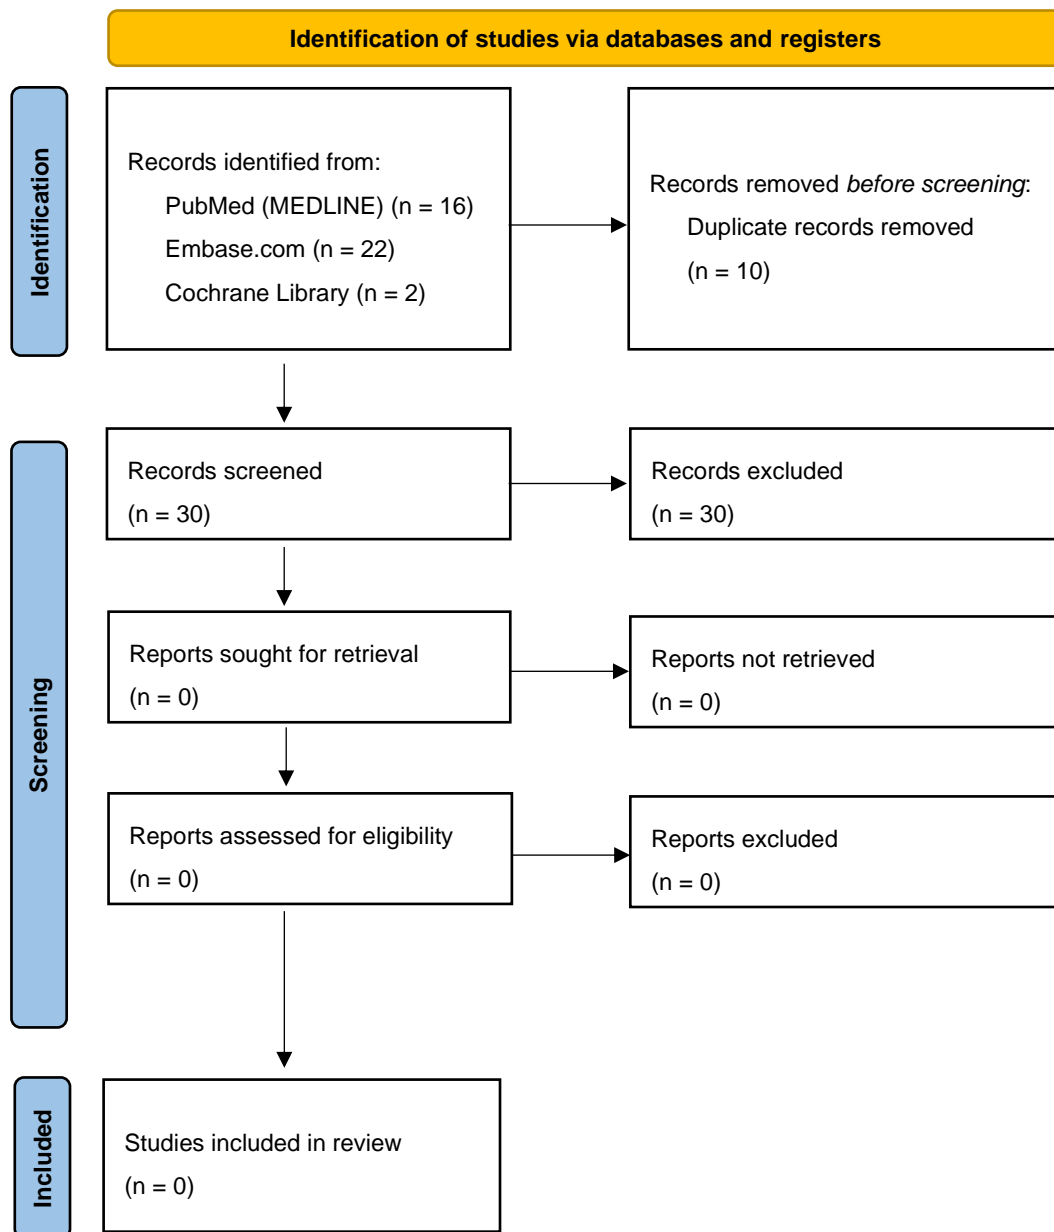 Identification of studies via databases and registers
Identification
Records identified from:
PubMed (MEDLINE) (n = 16)
Embase.com (n = 22)
Cochrane Library (n = 2)
Records removed before screening:
Duplicate records removed
(n = 10)
Screening
Records screened
(n = 30)
Records excluded
(n = 30)
Reports sought for retrieval
(n = 0)
Reports not retrieved
(n = 0)
Reports assessed for eligibility
(n = 0)
Reports excluded
(n = 0)
Included
Studies included in review
(n = 0)